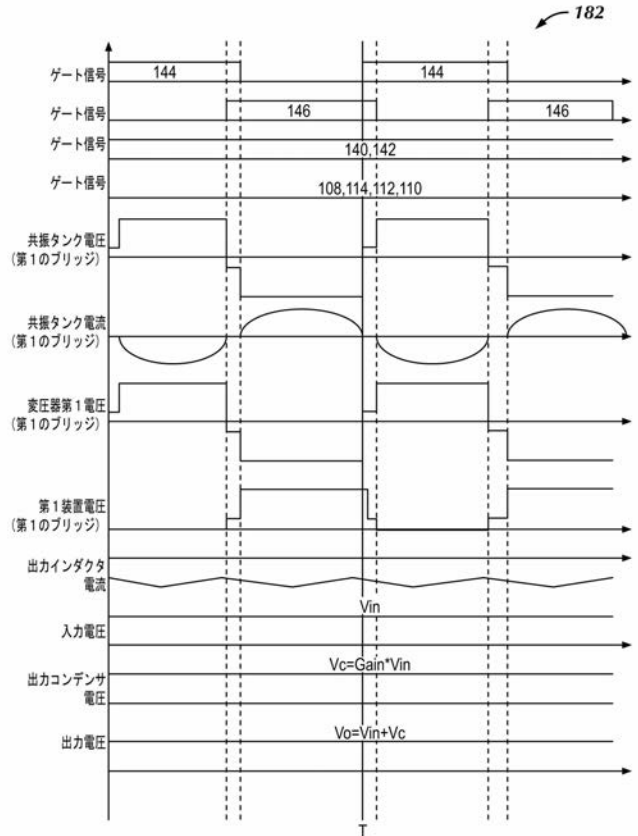 182
ゲート信号
144
144
ゲート信号
146
146
ゲート信号
140,142
ゲート信号
108,114,112,110
共振タンク電圧
(第1のブリッジ)
共振タンク電流
(第1のブリッジ)
変圧器第1電圧
(第1のブリッジ)
第1装置電圧
(第1のブリッジ)
出力インダクタ
電流
Vin
入力電圧
Vc=Gain*Vin
出力コンデンサ
電圧
Vo=Vin+Vc
出力電圧
T